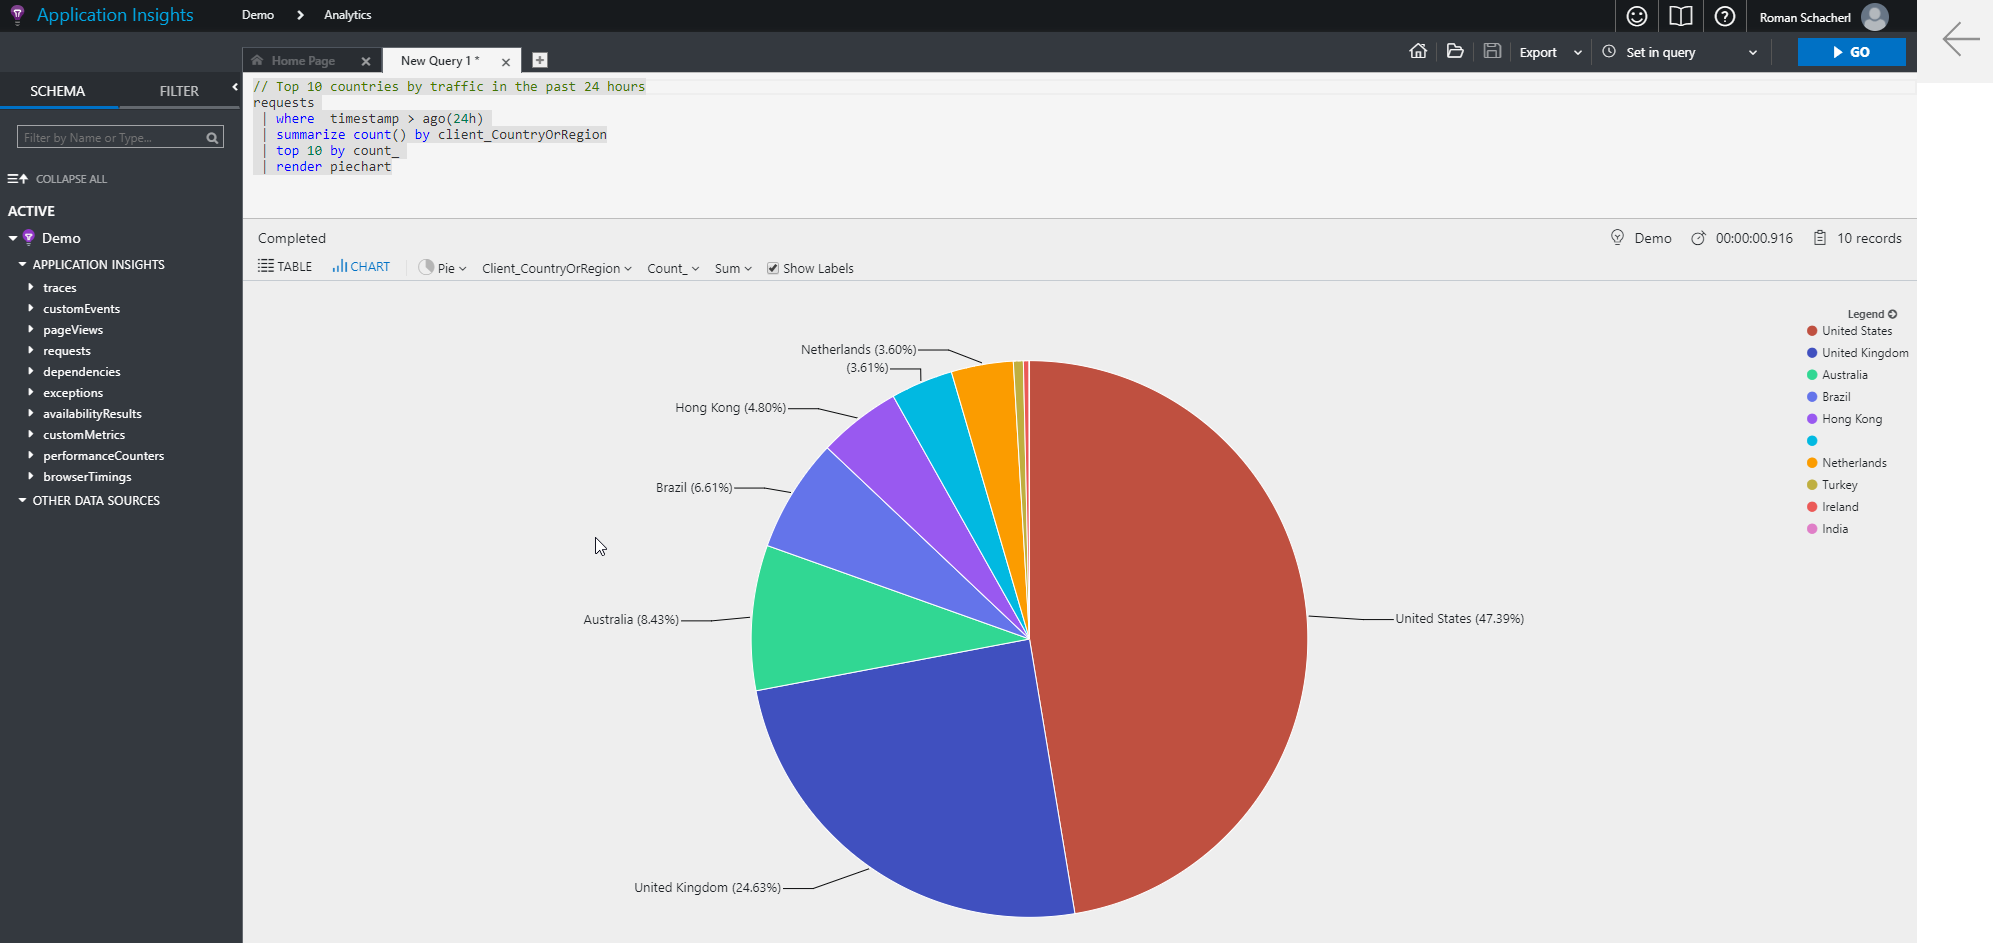 Application Insights
Demo
Analytics
Roman Schacherl
Home Page
New Query 1 *
Export
Set in query
GO
SCHEMA
FILTER
Filter by Name or Type...
COLLAPSE ALL
ACTIVE
Demo
APPLICATION INSIGHTS
traces
customEvents
pageViews
requests
dependencies
exceptions
availabilityResults
customMetrics
performanceCounters
browserTimings
OTHER DATA SOURCES
// Top 10 countries by traffic in the past 24 hours
requests
| where  timestamp > ago(24h)
| summarize count() by client_CountryOrRegion
| top 10 by count_
| render piechart
Completed
Demo
00:00:00.916
10 records
TABLE
CHART
Pie
Client_CountryOrRegion
Count_
Sum
Show Labels
Netherlands (3.60%)
(3.61%)
Hong Kong (4.80%)
Brazil (6.61%)
Australia (8.43%)
United States (47.39%)
United Kingdom (24.63%)
Legend
United States
United Kingdom
Australia
Brazil
Hong Kong
Netherlands
Turkey
Ireland
India